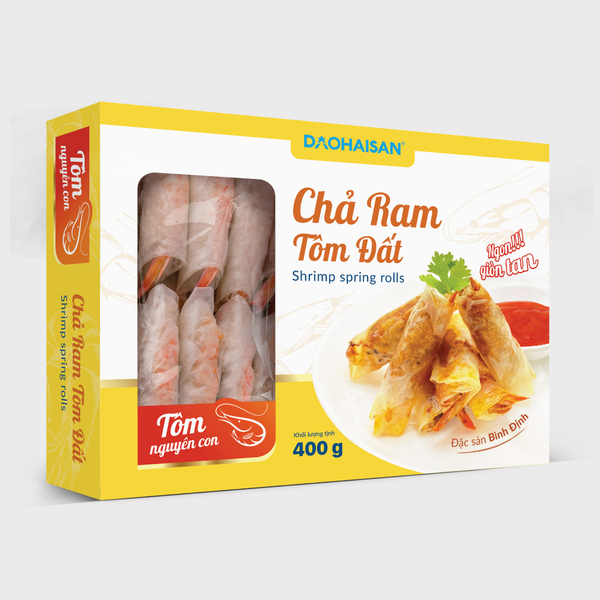 Tôm
nguyên con
Chả Ram Tôm Đất
Shrimp spring rolls
DAOHAISAN®
Chả Ram
Tôm Đất
Shrimp spring rolls
Ngon!!!
giòn tan
Tôm
nguyên con
Khối lượng tịnh
400 g
Đặc sản Bình Định